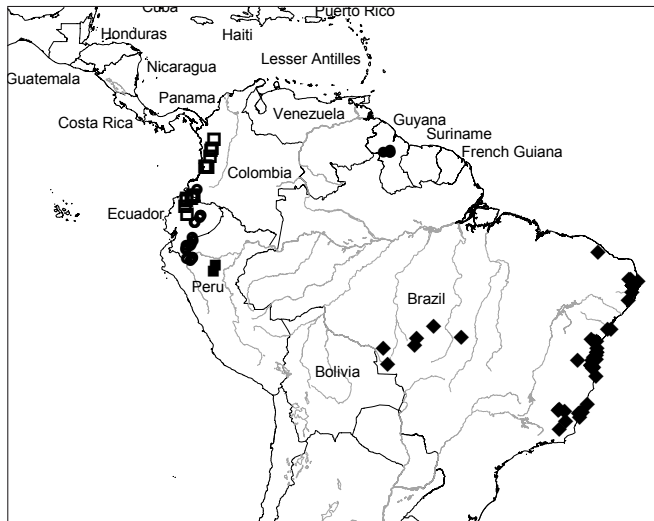 Cuba
Puerto Rico
Honduras
Haiti
Lesser Antilles
Guatemala
Nicaragua
Panama
Costa Rica
Venezuela
Guyana
Suriname
French Guiana
Colombia
Ecuador
Peru
Brazil
Bolivia